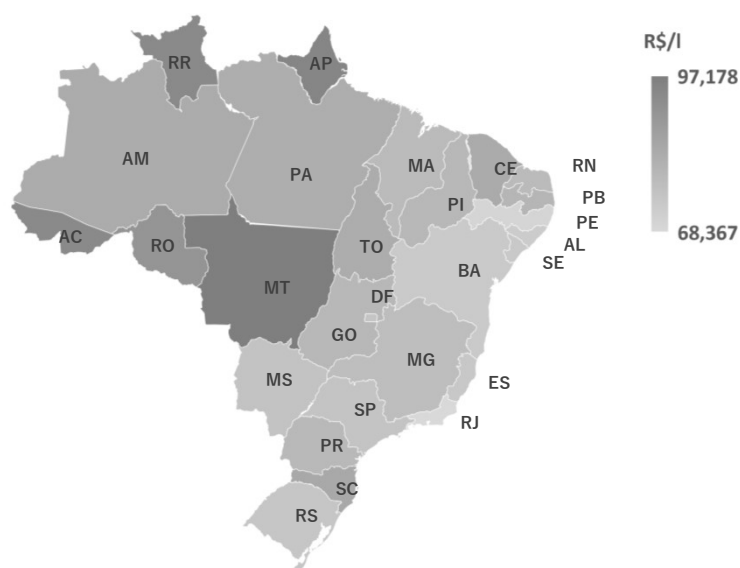 R$/l
97,178
68,367
RR
AP
AM
PA
MA
CE
RN
PB
PI
PE
AC
RO
TO
AL
SE
BA
MT
DF
GO
MG
MS
ES
SP
RJ
PR
SC
RS